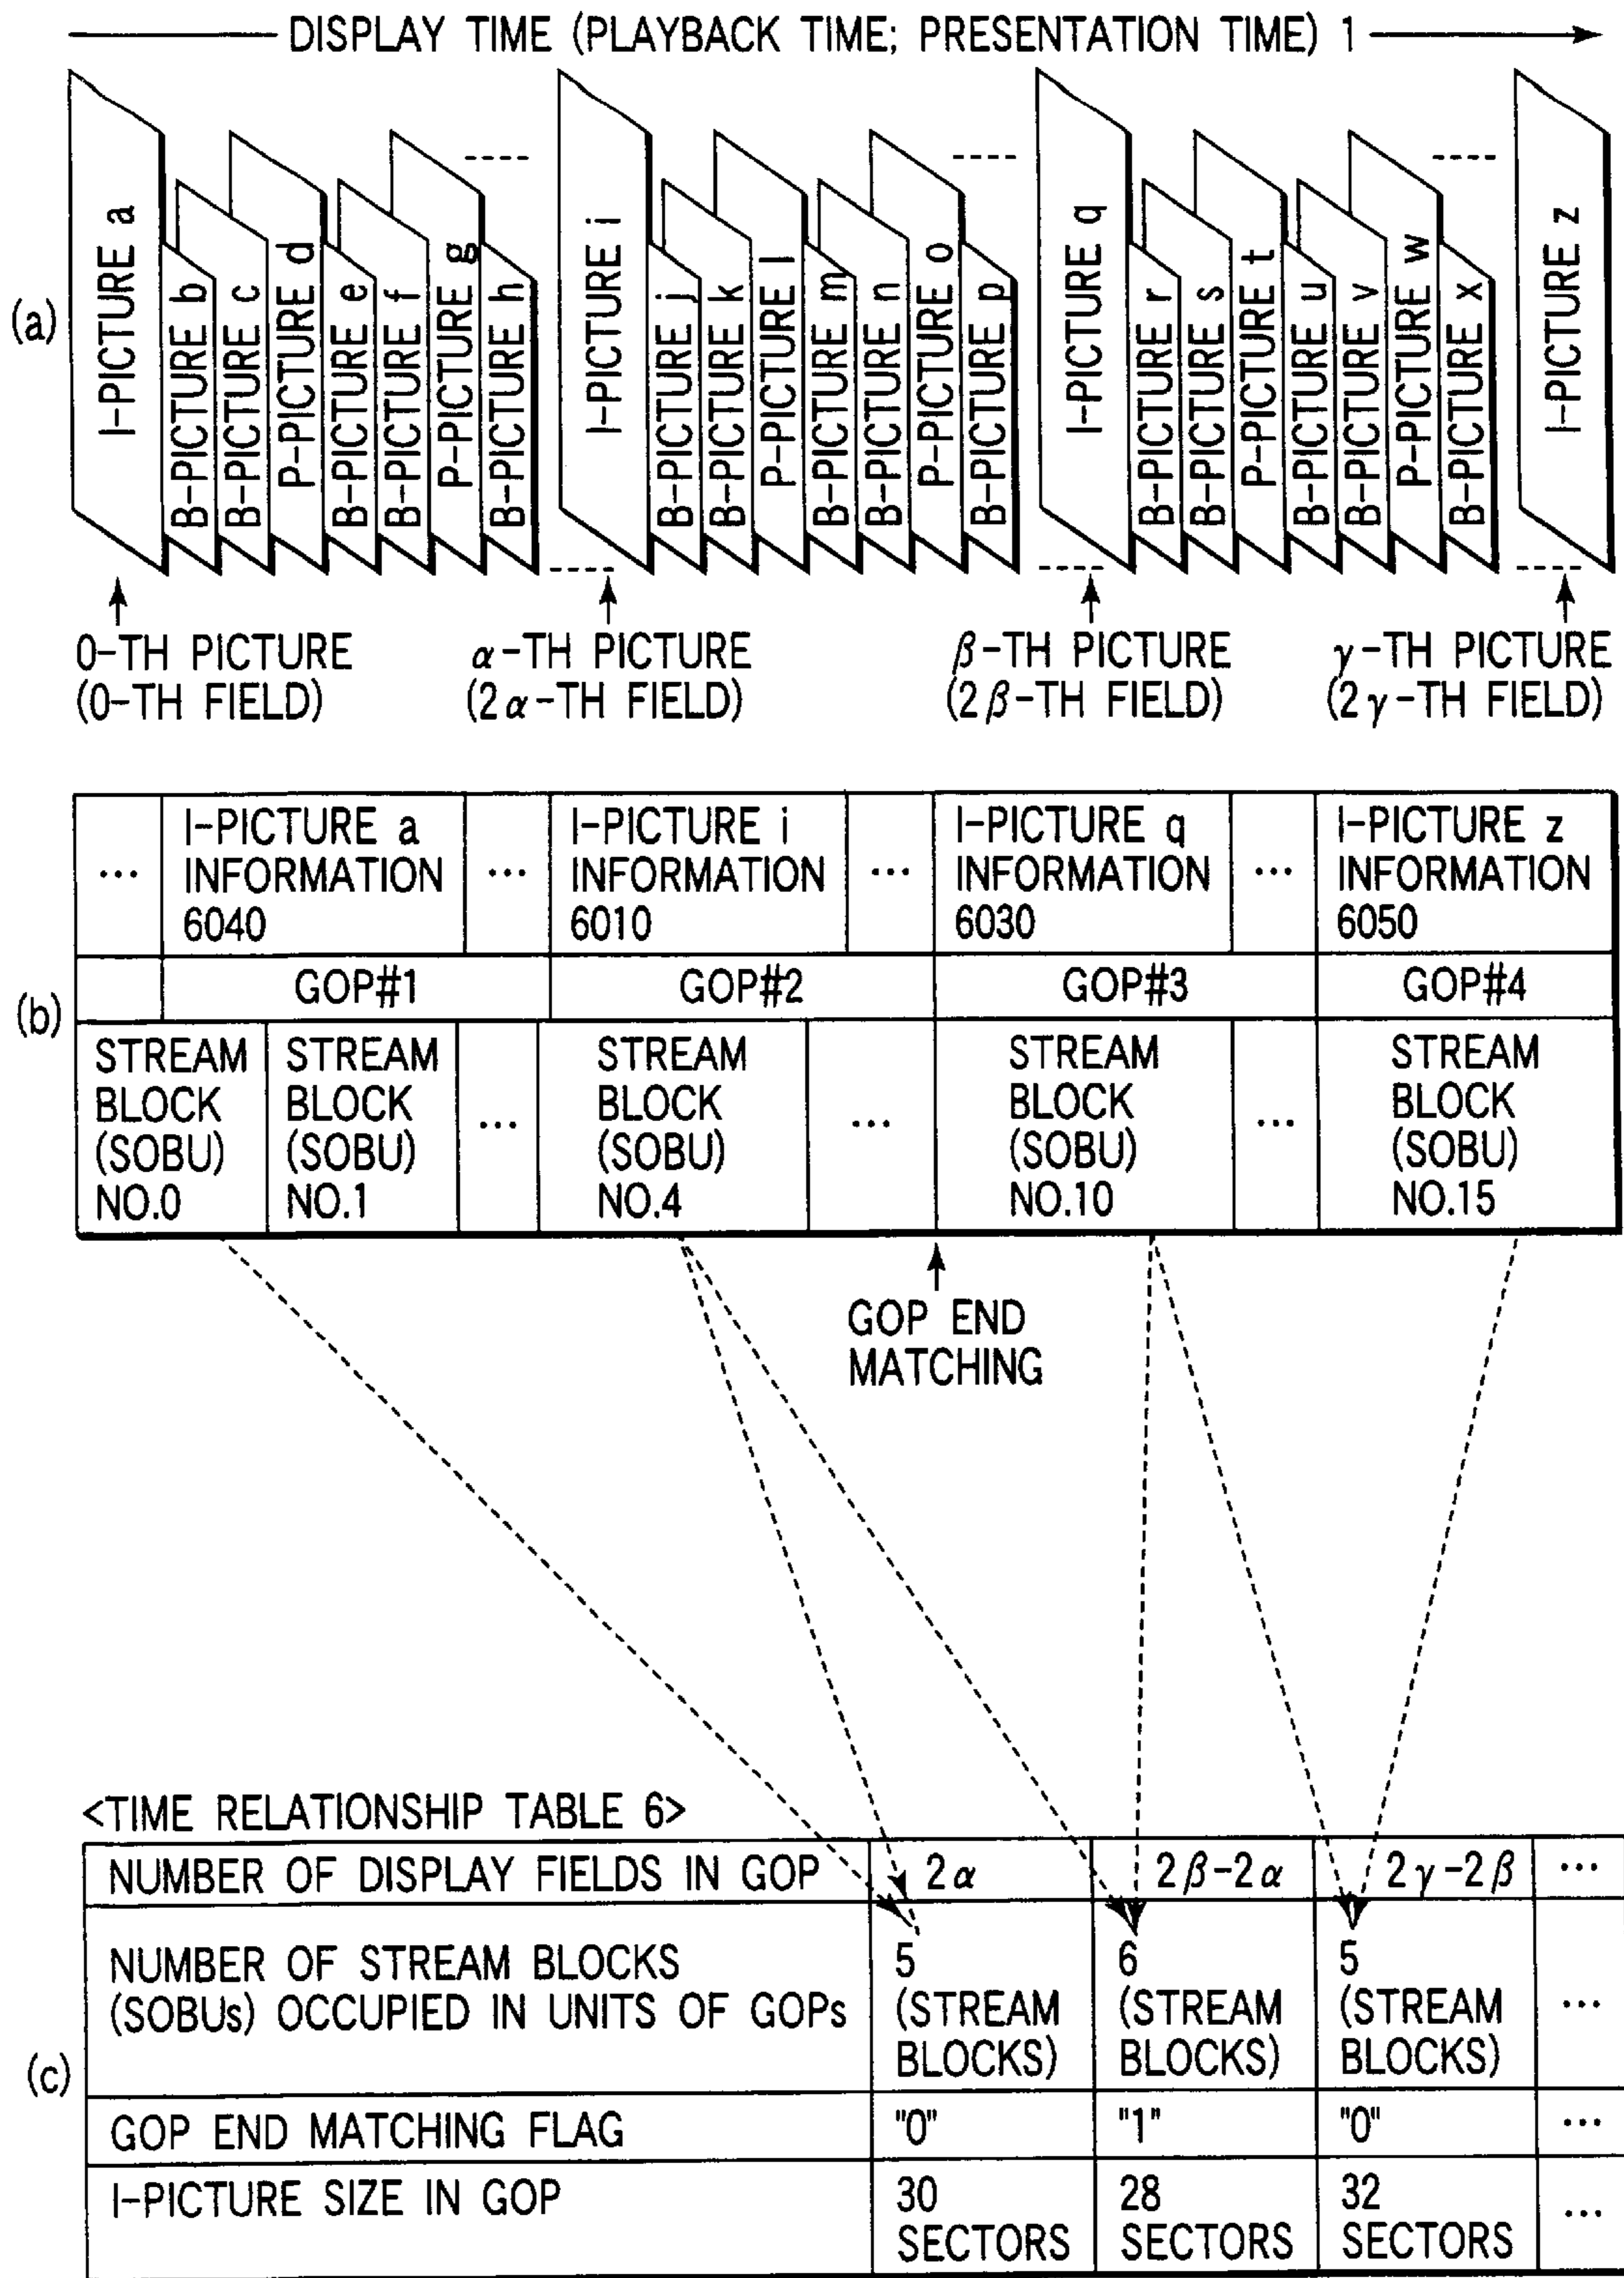 DISPLAY TIME (PLAYBACK TIME; PRESENTATION TIME) 1
(a)
I-PICTURE a
B-PICTURE b
B-PICTURE c
P-PICTURE d
B-PICTURE e
B-PICTURE f
P-PICTURE g
B-PICTURE h
I-PICTURE i
B-PICTURE j
B-PICTURE k
P-PICTURE l
B-PICTURE m
B-PICTURE n
P-PICTURE o
B-PICTURE p
I-PICTURE q
B-PICTURE r
B-PICTURE s
P-PICTURE t
B-PICTURE u
B-PICTURE v
P-PICTURE w
B-PICTURE x
I-PICTURE z
0-TH PICTURE
(0-TH FIELD)
α-TH PICTURE
(2α-TH FIELD)
β-TH PICTURE
(2β-TH FIELD)
γ-TH PICTURE
(2γ-TH FIELD)
(b)
...
I-PICTURE a
INFORMATION
6040
...
I-PICTURE i
INFORMATION
6010
...
I-PICTURE q
INFORMATION
6030
...
I-PICTURE z
INFORMATION
6050
GOP#1
GOP#2
GOP#3
GOP#4
STREAM
BLOCK
(SOBU)
NO.0
STREAM
BLOCK
(SOBU)
NO.1
...
STREAM
BLOCK
(SOBU)
NO.4
...
STREAM
BLOCK
(SOBU)
NO.10
...
STREAM
BLOCK
(SOBU)
NO.15
GOP END
MATCHING
<TIME RELATIONSHIP TABLE 6>
(c)
NUMBER OF DISPLAY FIELDS IN GOP
2α
2β-2α
2γ-2β
...
NUMBER OF STREAM BLOCKS
(SOBUs) OCCUPIED IN UNITS OF GOPs
5
(STREAM
BLOCKS)
6
(STREAM
BLOCKS)
5
(STREAM
BLOCKS)
...
GOP END MATCHING FLAG
"0"
"1"
"0"
...
I-PICTURE SIZE IN GOP
30
SECTORS
28
SECTORS
32
SECTORS
...